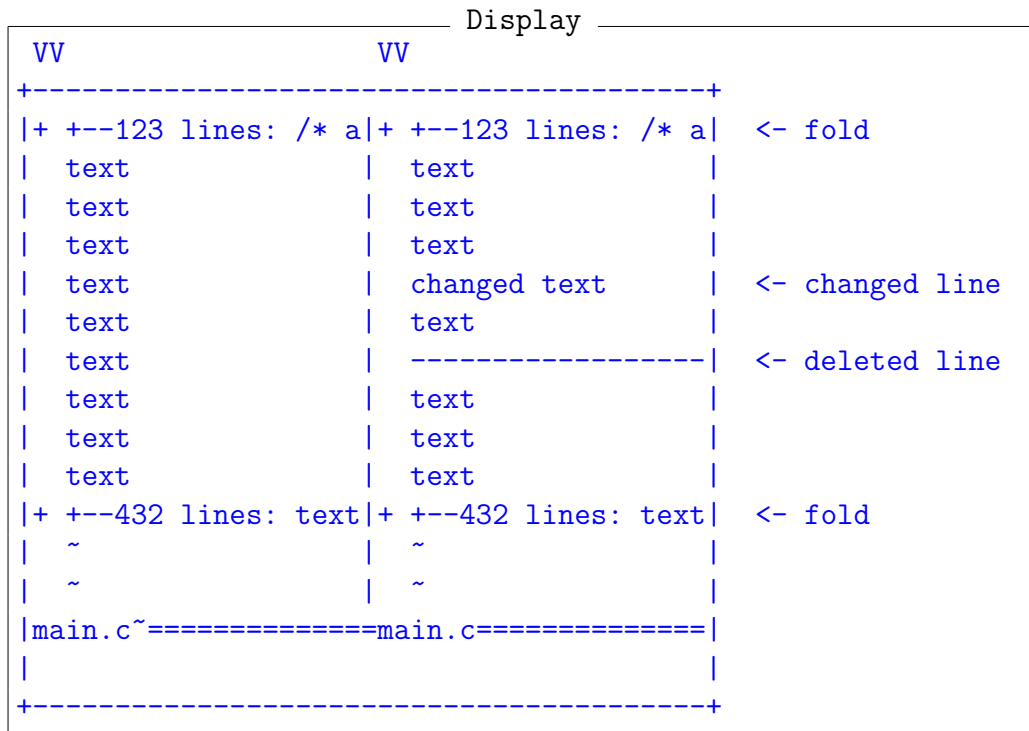 Display
 VV                   VV
+-----------------------------------------+
|+ +--123 lines: /* a|+ +--123 lines: /* a|  <- fold
|  text              |  text              |
|  text              |  text              |
|  text              |  text              |
|  text              |  changed text      |  <- changed line
|  text              |  text              |
|  text              |  ------------------|  <- deleted line
|  text              |  text              |
|  text              |  text              |
|  text              |  text              |
|+ +--432 lines: text|+ +--432 lines: text|  <- fold
|  ~                 |  ~                 |
|  ~                 |  ~                 |
|main.c~==============main.c==============|
|                                         |
+-----------------------------------------+